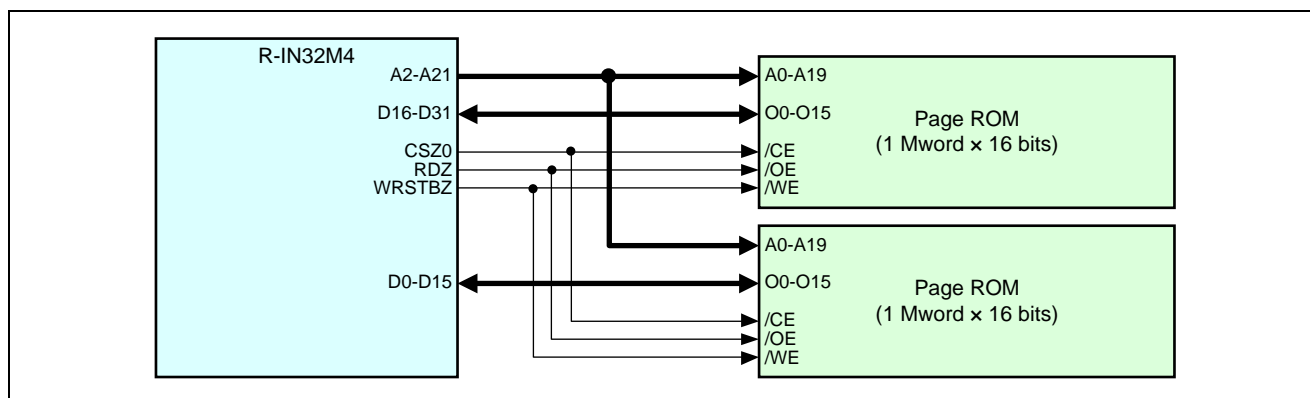 R-IN32M4
A2-A21
D16-D31
CSZ0
RDZ
WRSTBZ
D0-D15
A0-A19
O0-O15
/CE
/OE
/WE
Page ROM
(1 Mword × 16 bits)
A0-A19
O0-O15
/CE
/OE
/WE
Page ROM
(1 Mword × 16 bits)